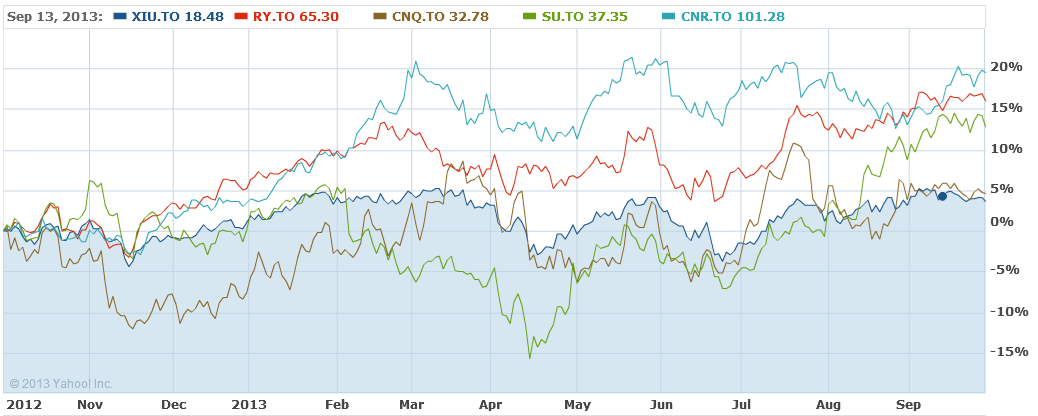 Sep 13, 2013: XIU.TO 18.48 RY.TO 65.30 CNQ.TO 32.78 SU.TO 37.35 CNR.TO 101.28
20%
15%
10%
5%
0%
-5%
-10%
-15%
© 2013 Yahoo! Inc.
2012 Nov Dec 2013 Feb Mar Apr May Jun Jul Aug Sep